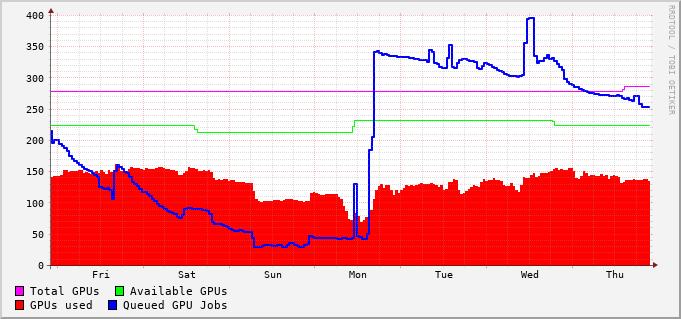 400
350
300
250
200
150
100
50
0
Fri Sat Sun Mon Tue Wed Thu
Total GPUs Available GPUs
GPUs used Queued GPU Jobs
RRDTOOL / TOBI OETIKER